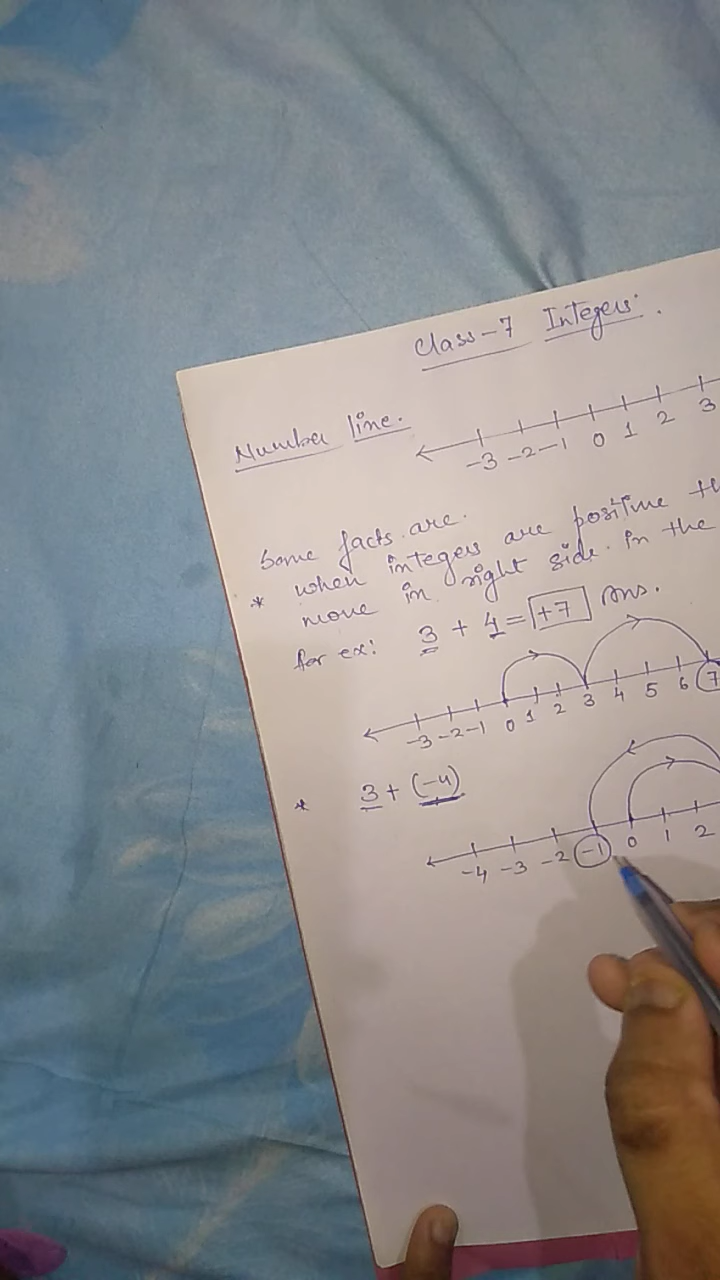 Class-7 Integers.
Number line.
-3 -2 -1 0 1 2 3
Some facts are.
* when integers are positive
move in right side in the
for ex: 3 + 4 = +7 Ans.
-3 -2 -1 0 1 2 3 4 5 6 7
* 3 + (-4)
-4 -3 -2 -1 0 1 2